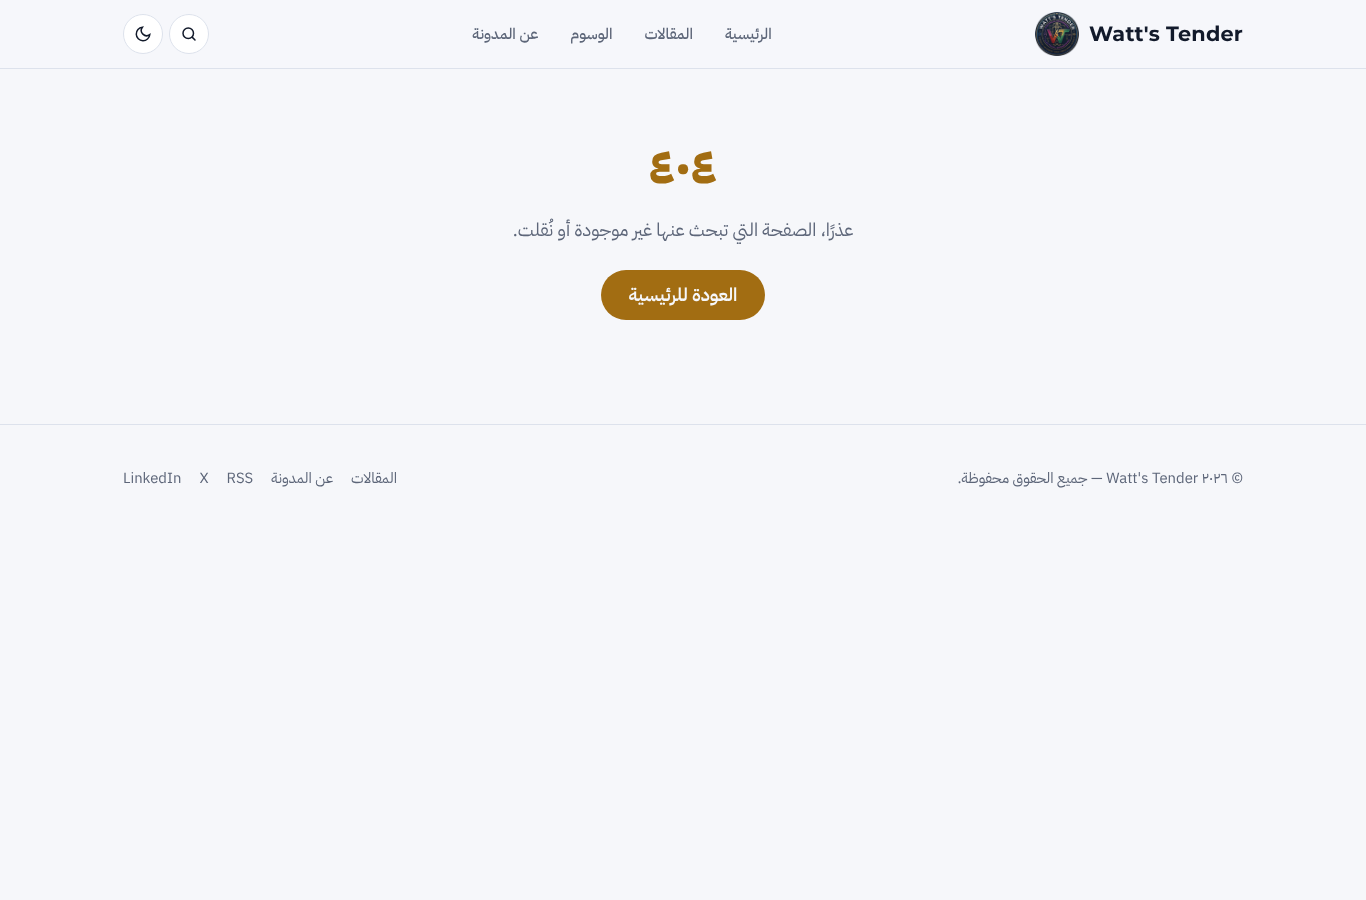 Watt's Tender
الرئيسية
المقالات
الوسوم
عن المدونة
٤٠٤
عذرًا، الصفحة التي تبحث عنها غير موجودة أو نُقلت.
العودة للرئيسية
© ٢٠٢٦ Watt's Tender — جميع الحقوق محفوظة.
المقالات
عن المدونة
RSS
X
LinkedIn